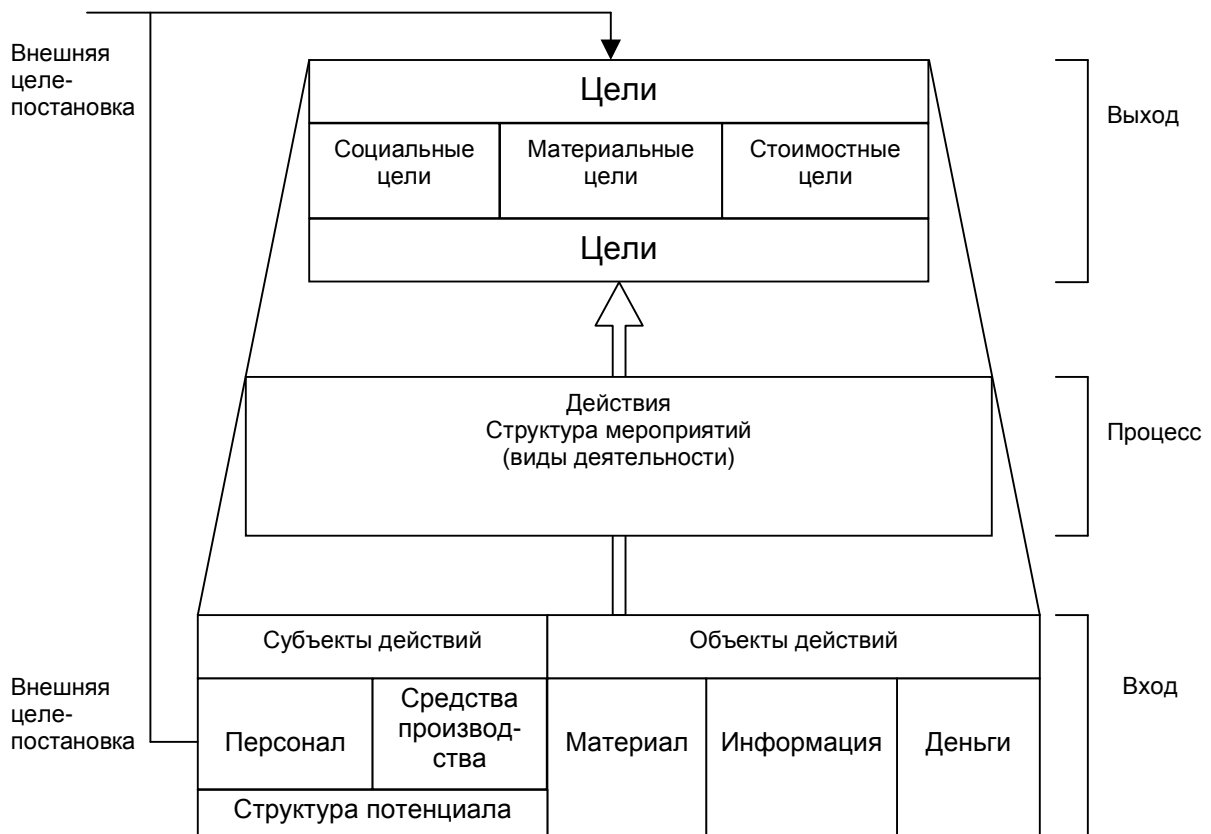 Внешняя
целе-
постановка
Цели
Выход
Социальные
цели
Материальные
цели
Стоимостные
цели
Цели
Действия
Структура мероприятий
(виды деятельности)
Процесс
Субъекты действий
Объекты действий
Внешняя
целе-
постановка
Персонал
Средства
производ-
ства
Материал
Информация
Деньги
Вход
Структура потенциала